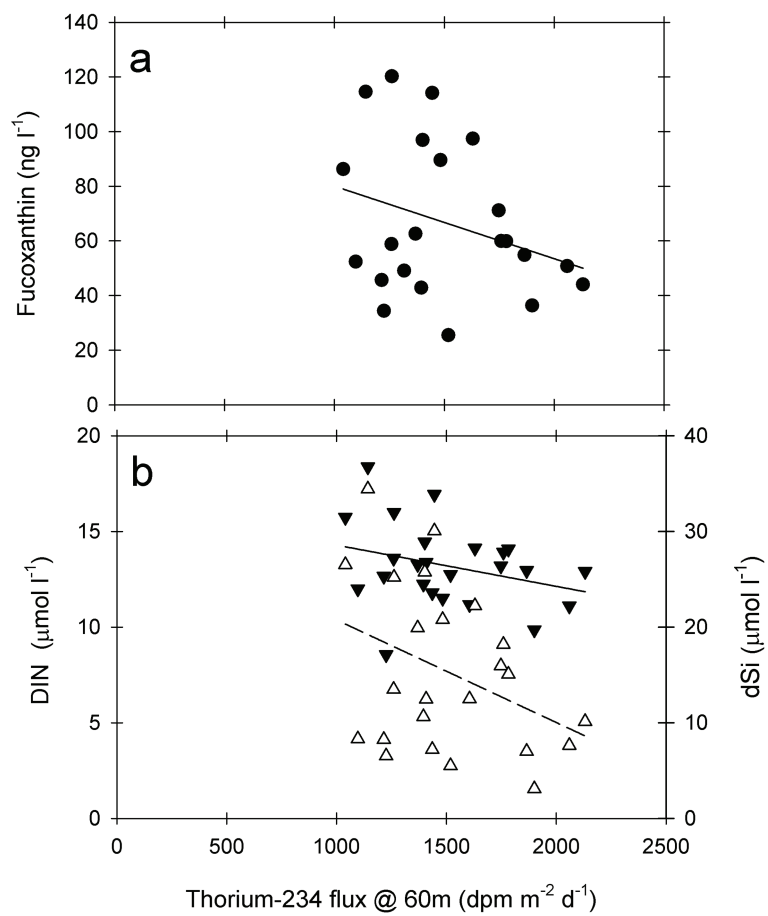 a
140
120
100
80
60
40
20
0
Fucoxanthin (ng l⁻¹)
b
20
15
10
5
0
DIN (μmol l⁻¹)
40
30
20
10
0
dSi (μmol l⁻¹)
0 500 1000 1500 2000 2500
Thorium-234 flux @ 60m (dpm m⁻² d⁻¹)